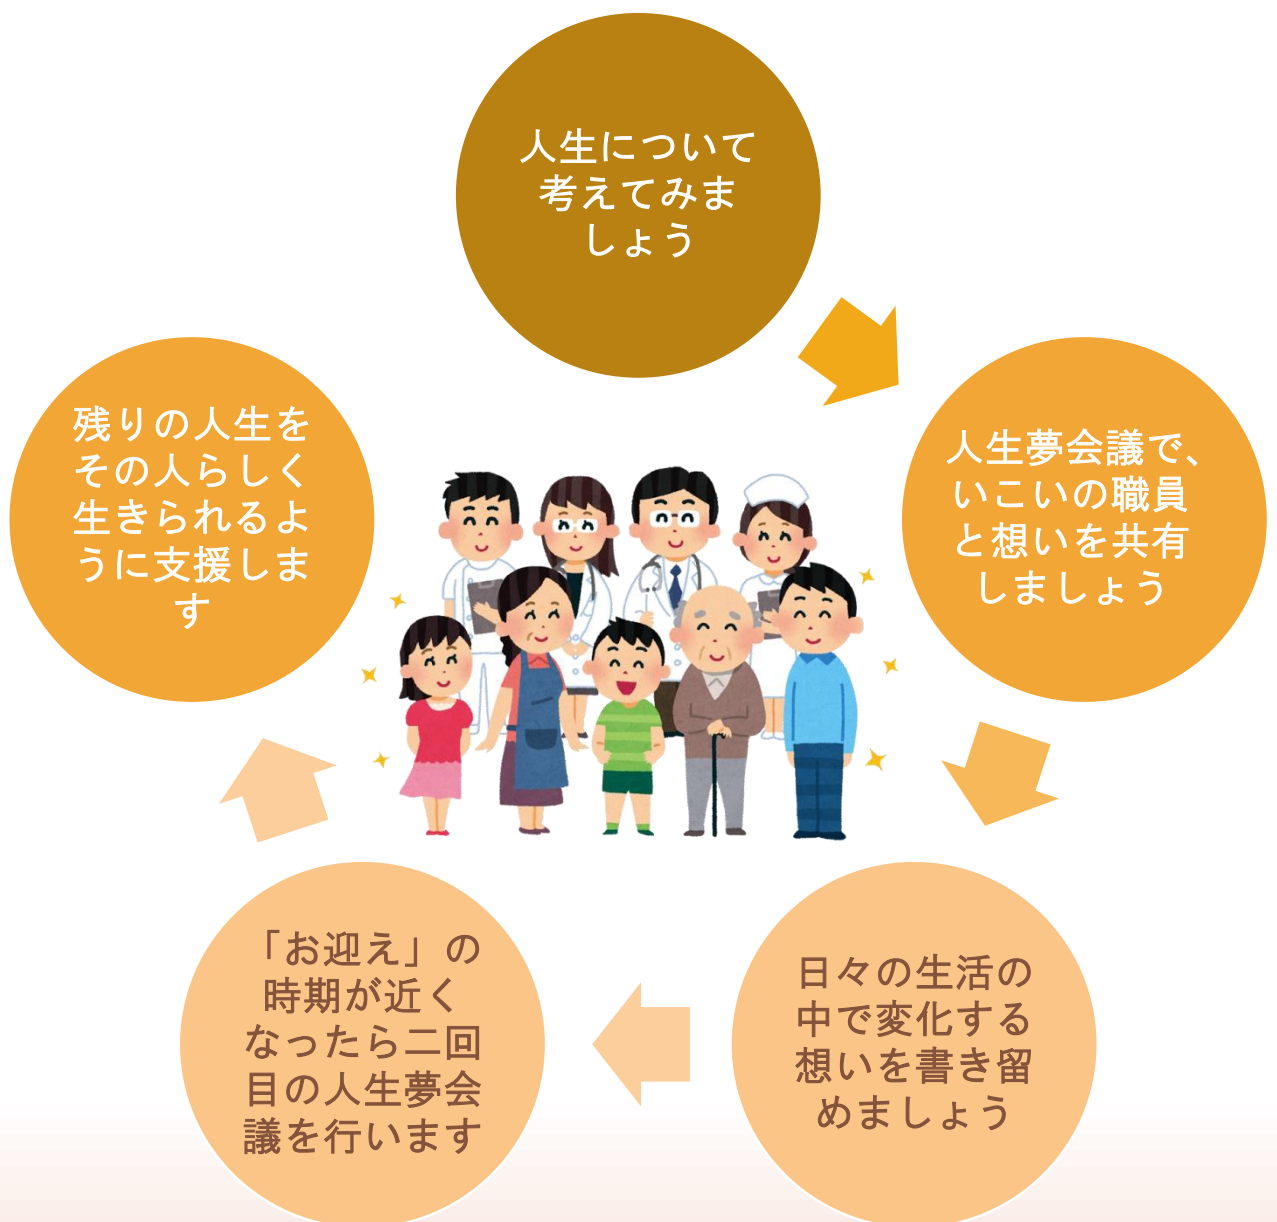 人生について
考えてみま
しょう
人生夢会議で、
いこいの職員
と想いを共有
しましょう
日々の生活の
中で変化する
想いを書き留
めましょう
「お迎え」の
時期が近く
なったら二回
目の人生夢会
議を行います
残りの人生を
その人らしく
生きられるよ
うに支援しま
す